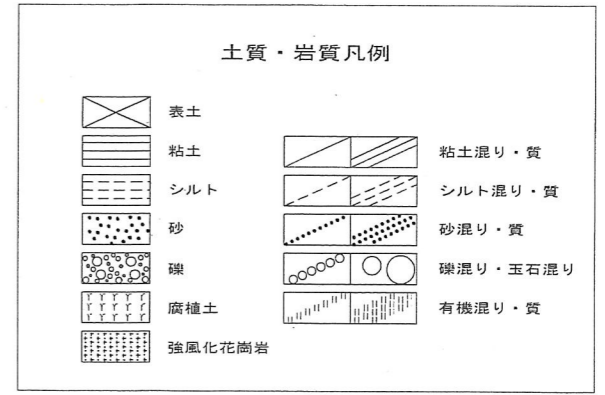 土質・岩質凡例
表土
粘土
粘土混り・質
シルト
シルト混り・質
砂
砂混り・質
礫
礫混り・玉石混り
腐植土
有機混り・質
強風化花崗岩